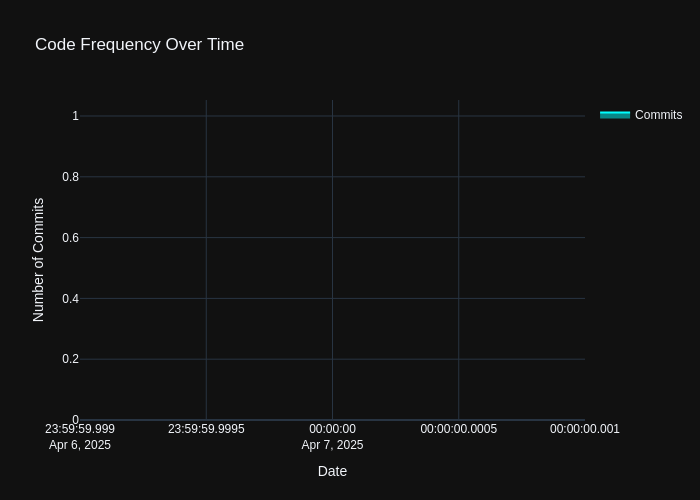 Code Frequency Over Time
Commits
Number of Commits
1
0.8
0.6
0.4
0.2
0
23:59:59.999
Apr 6, 2025
23:59:59.9995
00:00:00
Apr 7, 2025
00:00:00.0005
00:00:00.001
Date